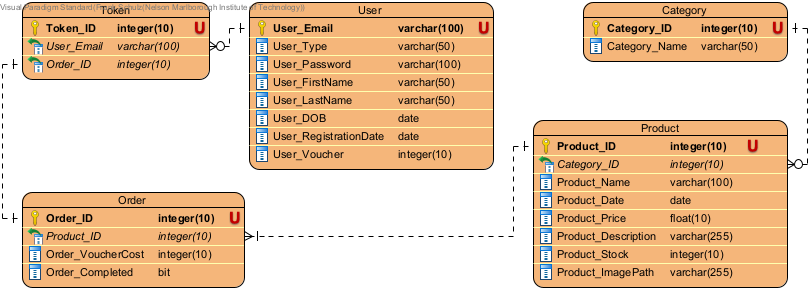 Visual Paradigm Standard(Frank Schulz(Nelson Marlborough Institute of Technology))
Token
Token_ID integer(10) U
User_Email varchar(100)
Order_ID integer(10)
User
User_Email varchar(100) U
User_Type varchar(50)
User_Password varchar(100)
User_FirstName varchar(50)
User_LastName varchar(50)
User_DOB date
User_RegistrationDate date
User_Voucher integer(10)
Category
Category_ID integer(10) U
Category_Name varchar(50)
Product
Product_ID integer(10) U
Category_ID integer(10)
Product_Name varchar(100)
Product_Date date
Product_Price float(10)
Product_Description varchar(255)
Product_Stock integer(10)
Product_ImagePath varchar(255)
Order
Order_ID integer(10) U
Product_ID integer(10)
Order_VoucherCost integer(10)
Order_Completed bit